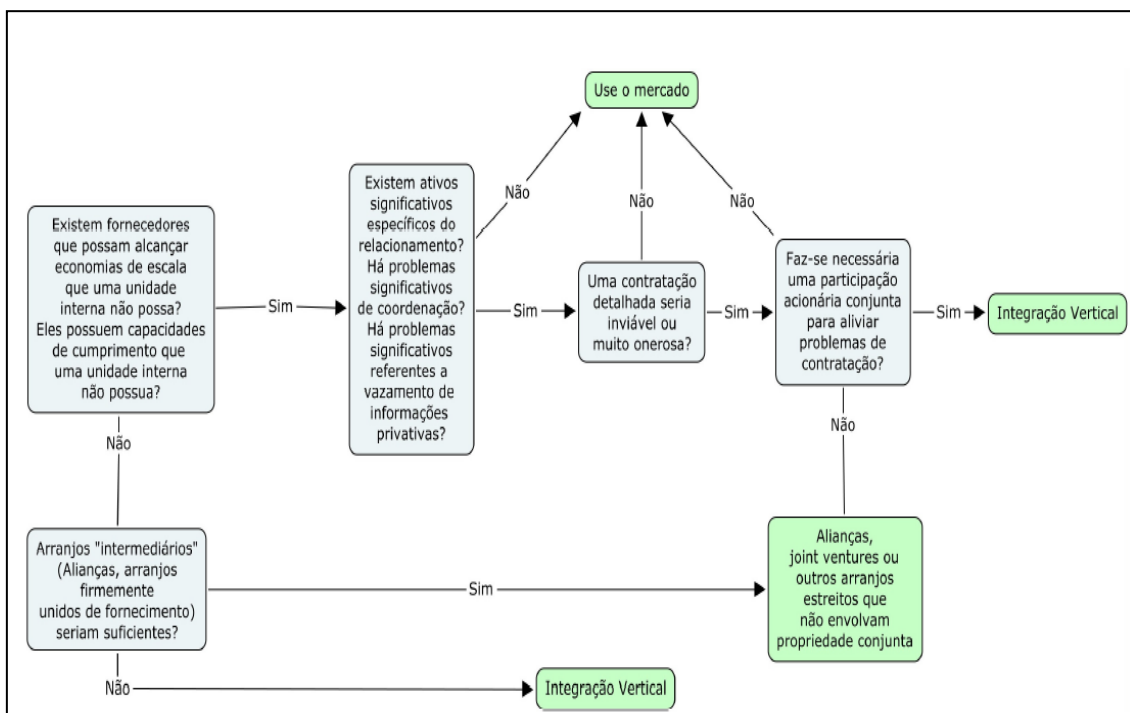 Use o mercado
Não
Não
Não
Existem fornecedores
que possam alcançar
economias de escala
que uma unidade
interna não possa?
Eles possuem capacidades
de cumprimento que
uma unidade interna
não possua?
Sim
Existem ativos
significativos
específicos do
relacionamento?
Há problemas
significativos
de coordenação?
Há problemas
significativos
referentes a
vazamento de
informações
privativas?
Sim
Uma contratação
detalhada seria
inviável ou
muito onerosa?
Sim
Faz-se necessária
uma participação
acionária conjunta
para aliviar
problemas de
contratação?
Sim
Integração Vertical
Não
Não
Arranjos "intermediários"
(Alianças, arranjos
firmemente
unidos de fornecimento)
seriam suficientes?
Sim
Alianças,
joint ventures ou
outros arranjos
estreitos que
não envolvam
propriedade conjunta
Não
Integração Vertical